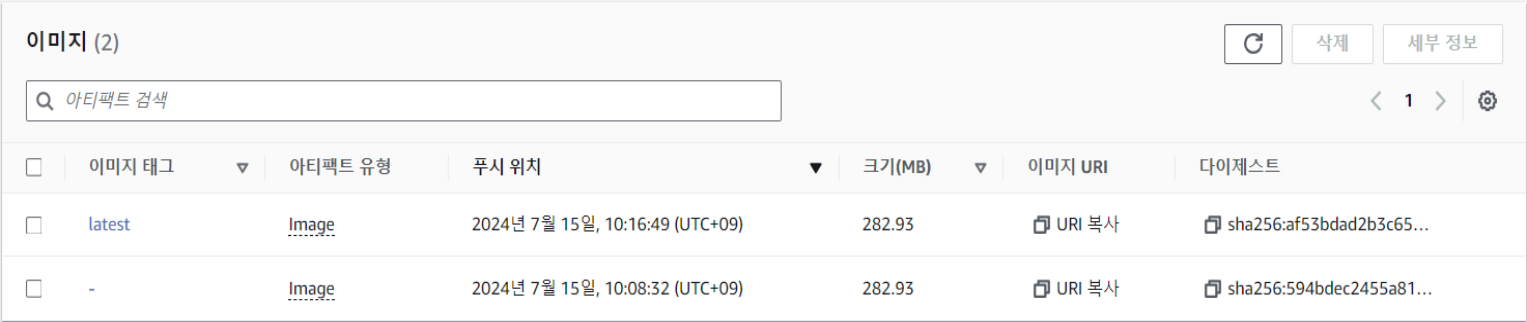 이미지 (2) 삭제 세부 정보
아티팩트 검색 1
이미지 태그 아티팩트 유형 푸시 위치 크기(MB) 이미지 URI 다이제스트
latest Image 2024년 7월 15일, 10:16:49 (UTC+09) 282.93 URI 복사 sha256:af53bdad2b3c65...
- Image 2024년 7월 15일, 10:08:32 (UTC+09) 282.93 URI 복사 sha256:594bdec2455a81...